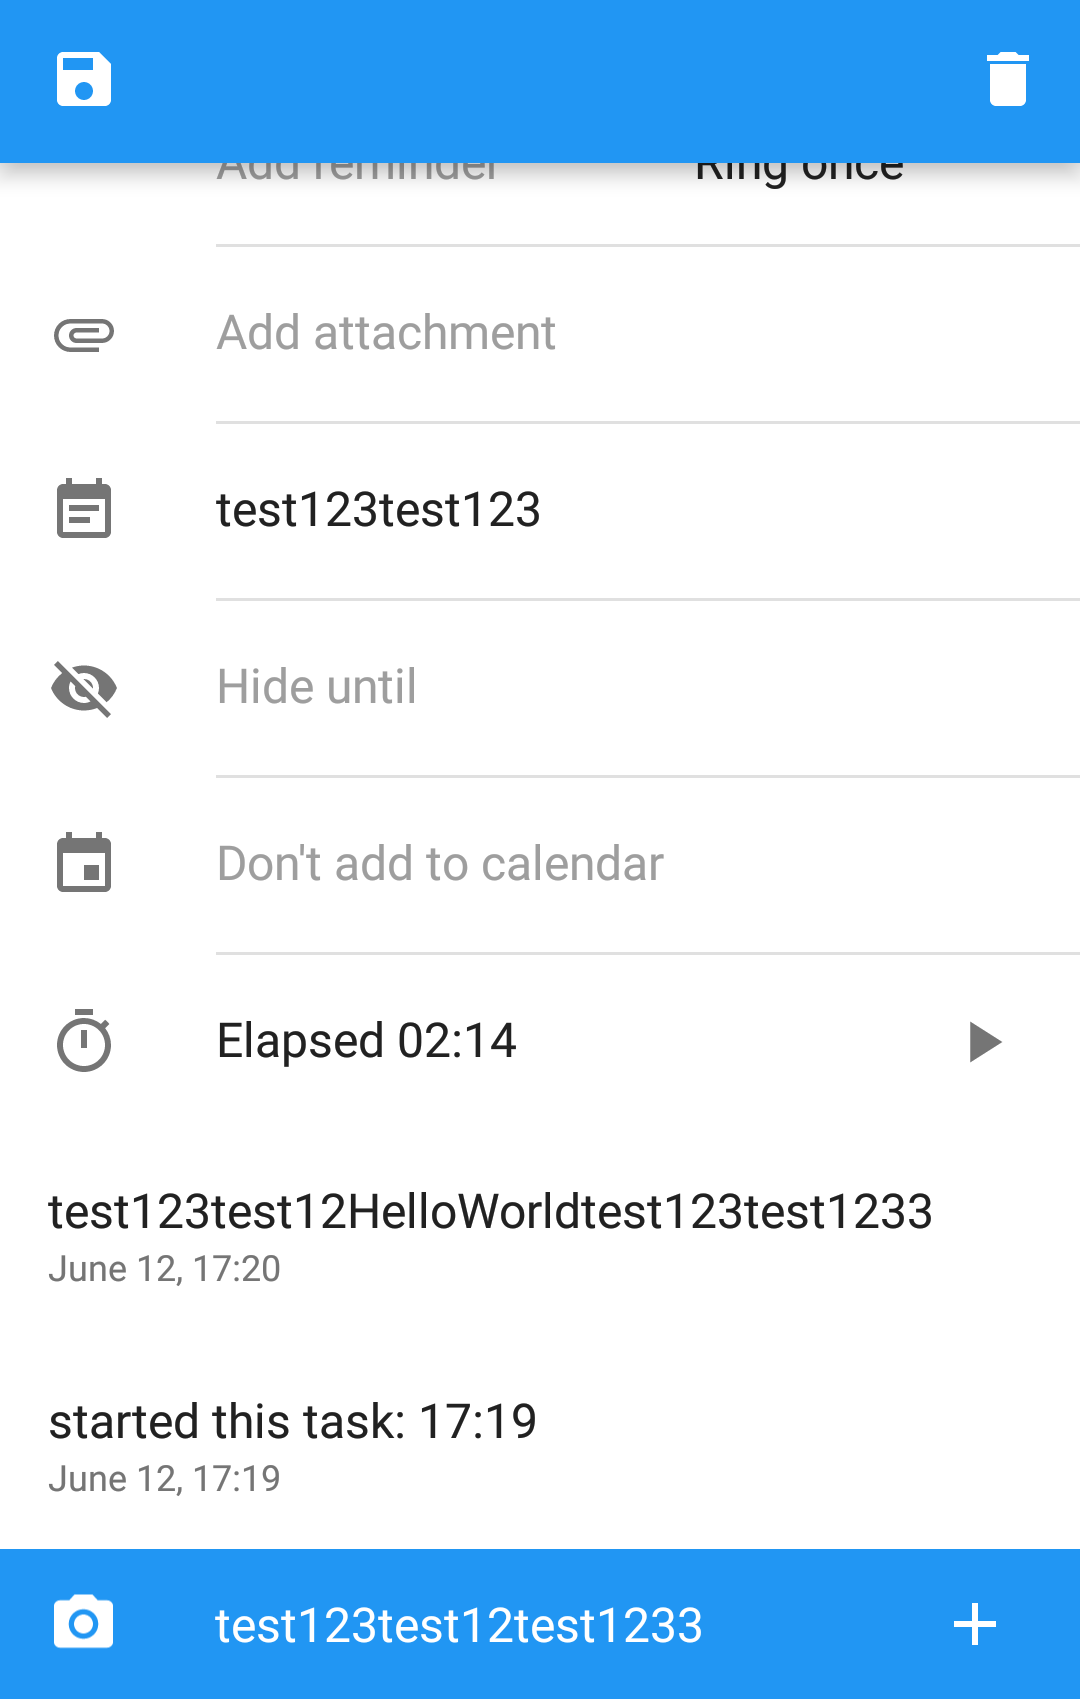 Add reminder Ring once
Add attachment
test123test123
Hide until
Don't add to calendar
Elapsed 02:14
test123test12HelloWorldtest123test1233
June 12, 17:20
started this task: 17:19
June 12, 17:19
test123test12test1233